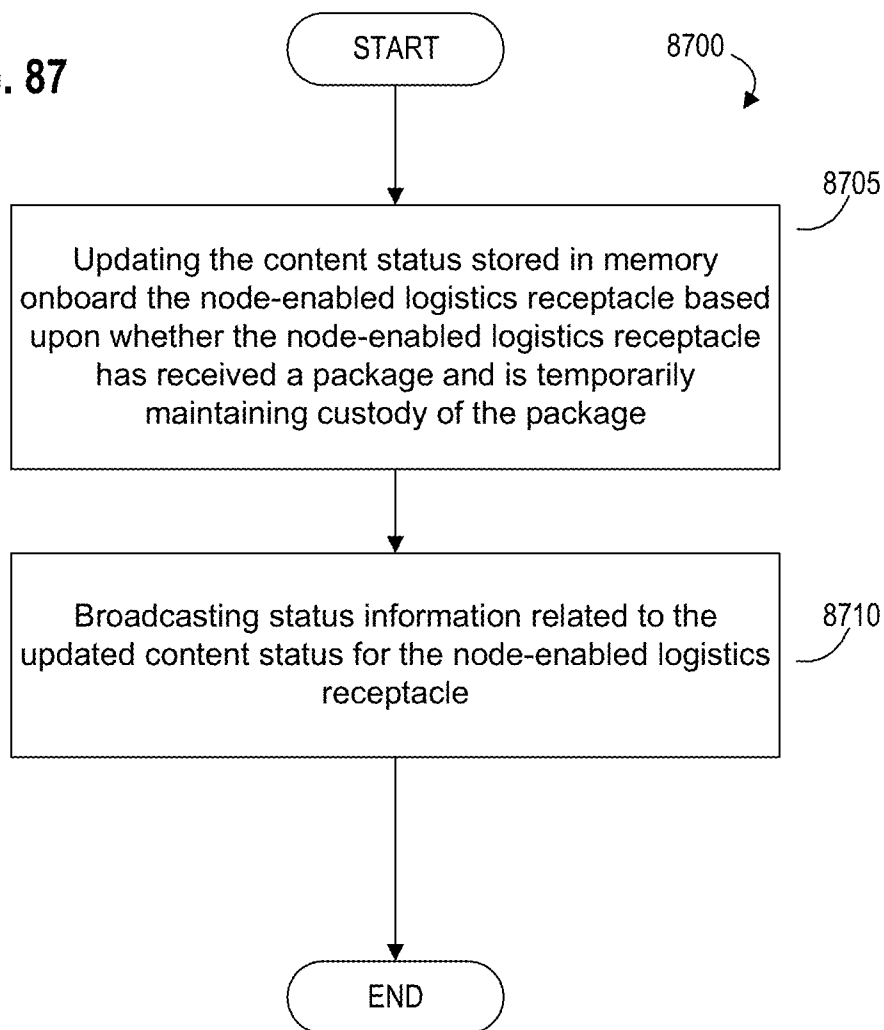 START
8700
. 87
8705
Updating the content status stored in memory
onboard the node-enabled logistics receptacle based
upon whether the node-enabled logistics receptacle
has received a package and is temporarily
maintaining custody of the package
Broadcasting status information related to the
updated content status for the node-enabled logistics
receptacle
8710
END